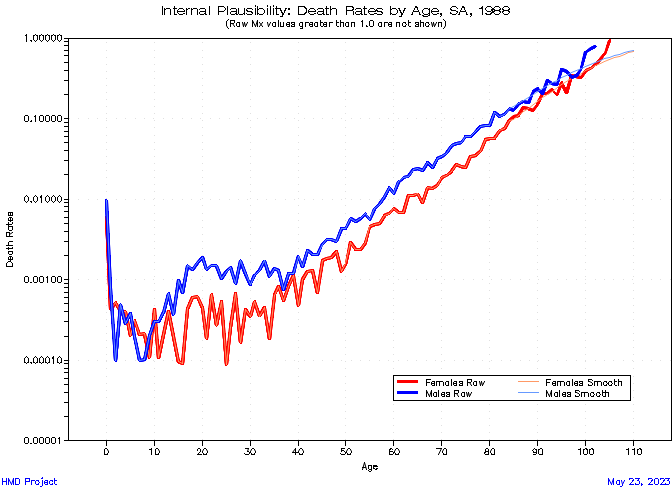 Internal Plausibility: Death Rates by Age, SA, 1988
(Raw Mx values greater than 1.0 are not shown)
1.00000
0.10000
0.01000
0.00100
0.00010
0.00001
Death Rates
0 10 20 30 40 50 60 70 80 90 100 110
Age
Females Raw Females Smooth
Males Raw Males Smooth
HMD Project May 23, 2023